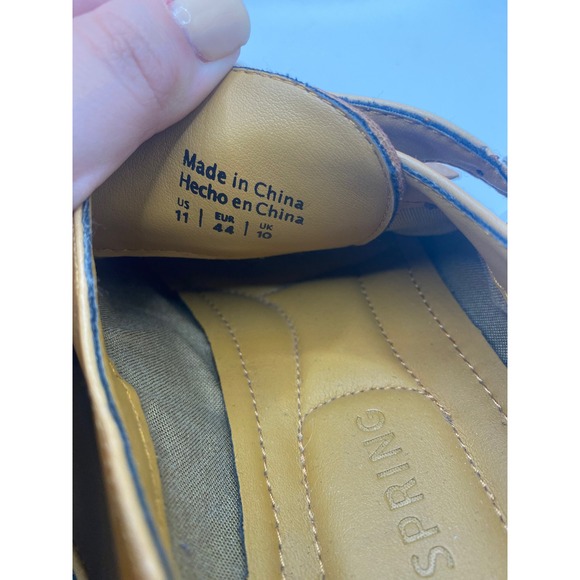 Made in China
Hecho en China
US EUR UK
11 | 44 | 10
SPRING